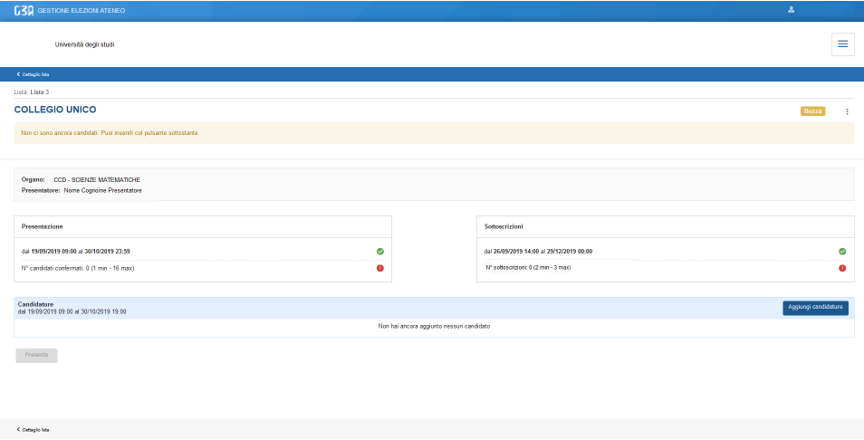 G3A GESTIONE ELEZIONI ATENEO
Università degli studi
Dettaglio lista
Lista: Lista 3
COLLEGIO UNICO
Bozza
Non ci sono ancora candidati. Puoi inserirli col pulsante sottostante
Organo: CCD - SCIENZE MATEMATICHE
Presentatore: Nome Cognome Presentatore
Presentazione
dal 19/09/2019 09:00 al 30/10/2019 23:59
N° candidati confermati: 0 (1 min - 16 max)
Sottoscrizioni
dal 26/09/2019 14:00 al 29/12/2019 00:00
N° sottoscrizioni: 0 (2 min - 3 max)
Candidature
dal 19/09/2019 09:00 al 30/10/2019 19:00
Aggiungi candidature
Non hai ancora aggiunto nessun candidato
Presenta
Dettaglio lista